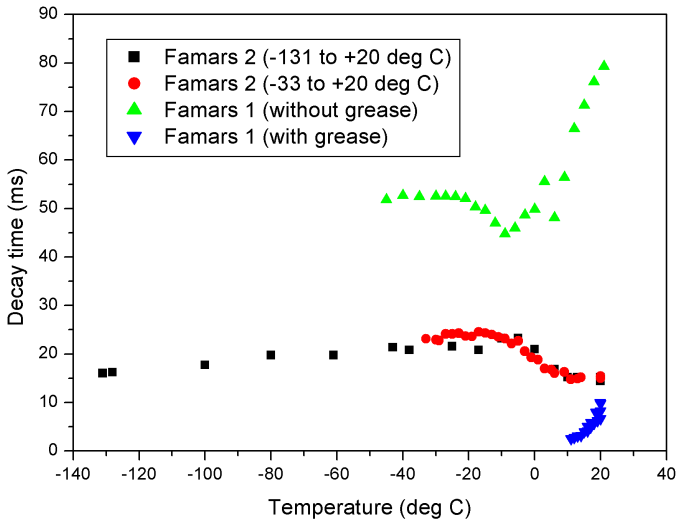 90
80
70
60
50
40
30
20
10
0
Decay time (ms)
Famars 2 (-131 to +20 deg C)
Famars 2 (-33 to +20 deg C)
Famars 1 (without grease)
Famars 1 (with grease)
-140 -120 -100 -80 -60 -40 -20 0 20 40
Temperature (deg C)